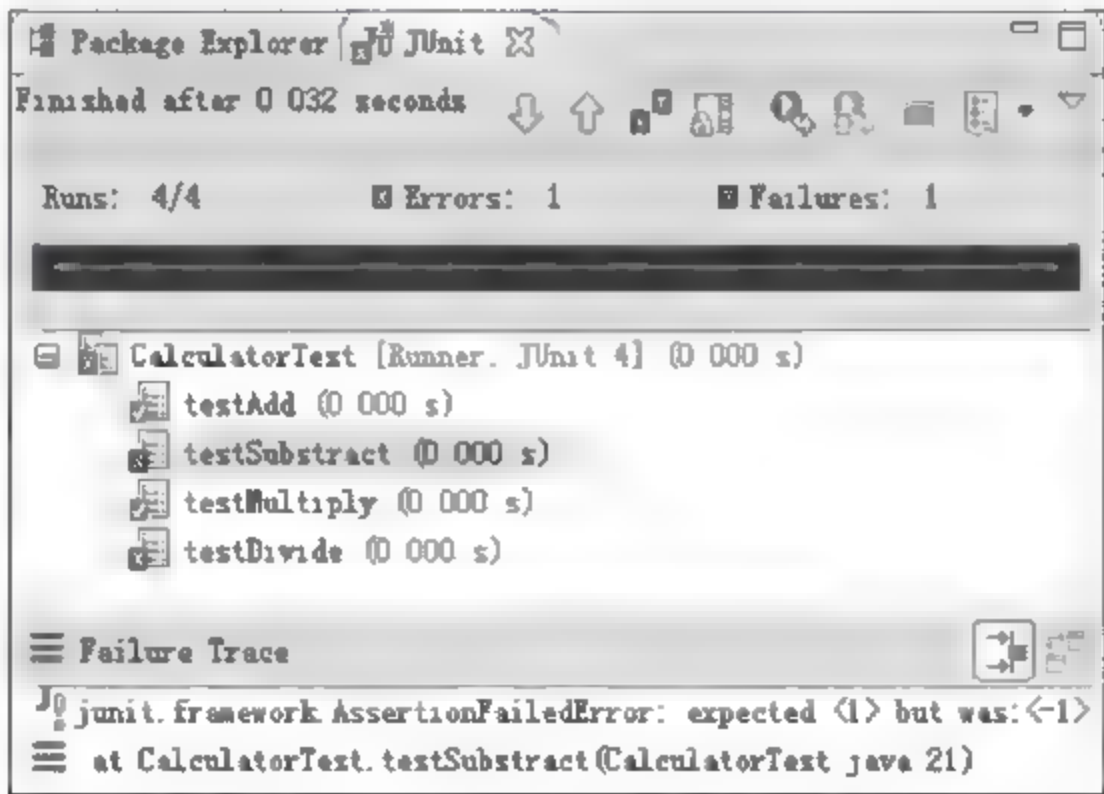 Package Explorer JUnit
Finished after 0 032 seconds
Runs: 4/4 Errors: 1 Failures: 1
CalculatorTest [Runner. JUnit 4] (0 000 s)
testAdd (0 000 s)
testSubstract (0 000 s)
testMultiply (0 000 s)
testDivide (0 000 s)
Failure Trace
junit.framework.AssertionFailedError: expected <1> but was:<-1>
at CalculatorTest.testSubstract(CalculatorTest java 21)